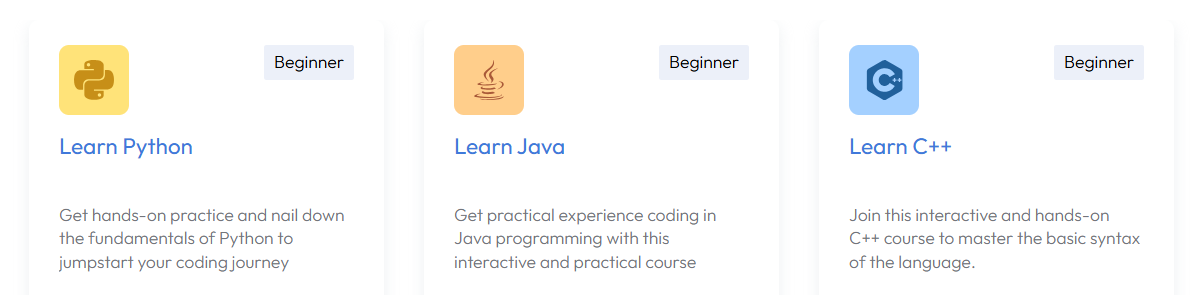 Beginner
Learn Python
Get hands-on practice and nail down
the fundamentals of Python to
jumpstart your coding journey
Beginner
Learn Java
Get practical experience coding in
Java programming with this
interactive and practical course
C++
Beginner
Learn C++
Join this interactive and hands-on
C++ course to master the basic syntax
of the language.